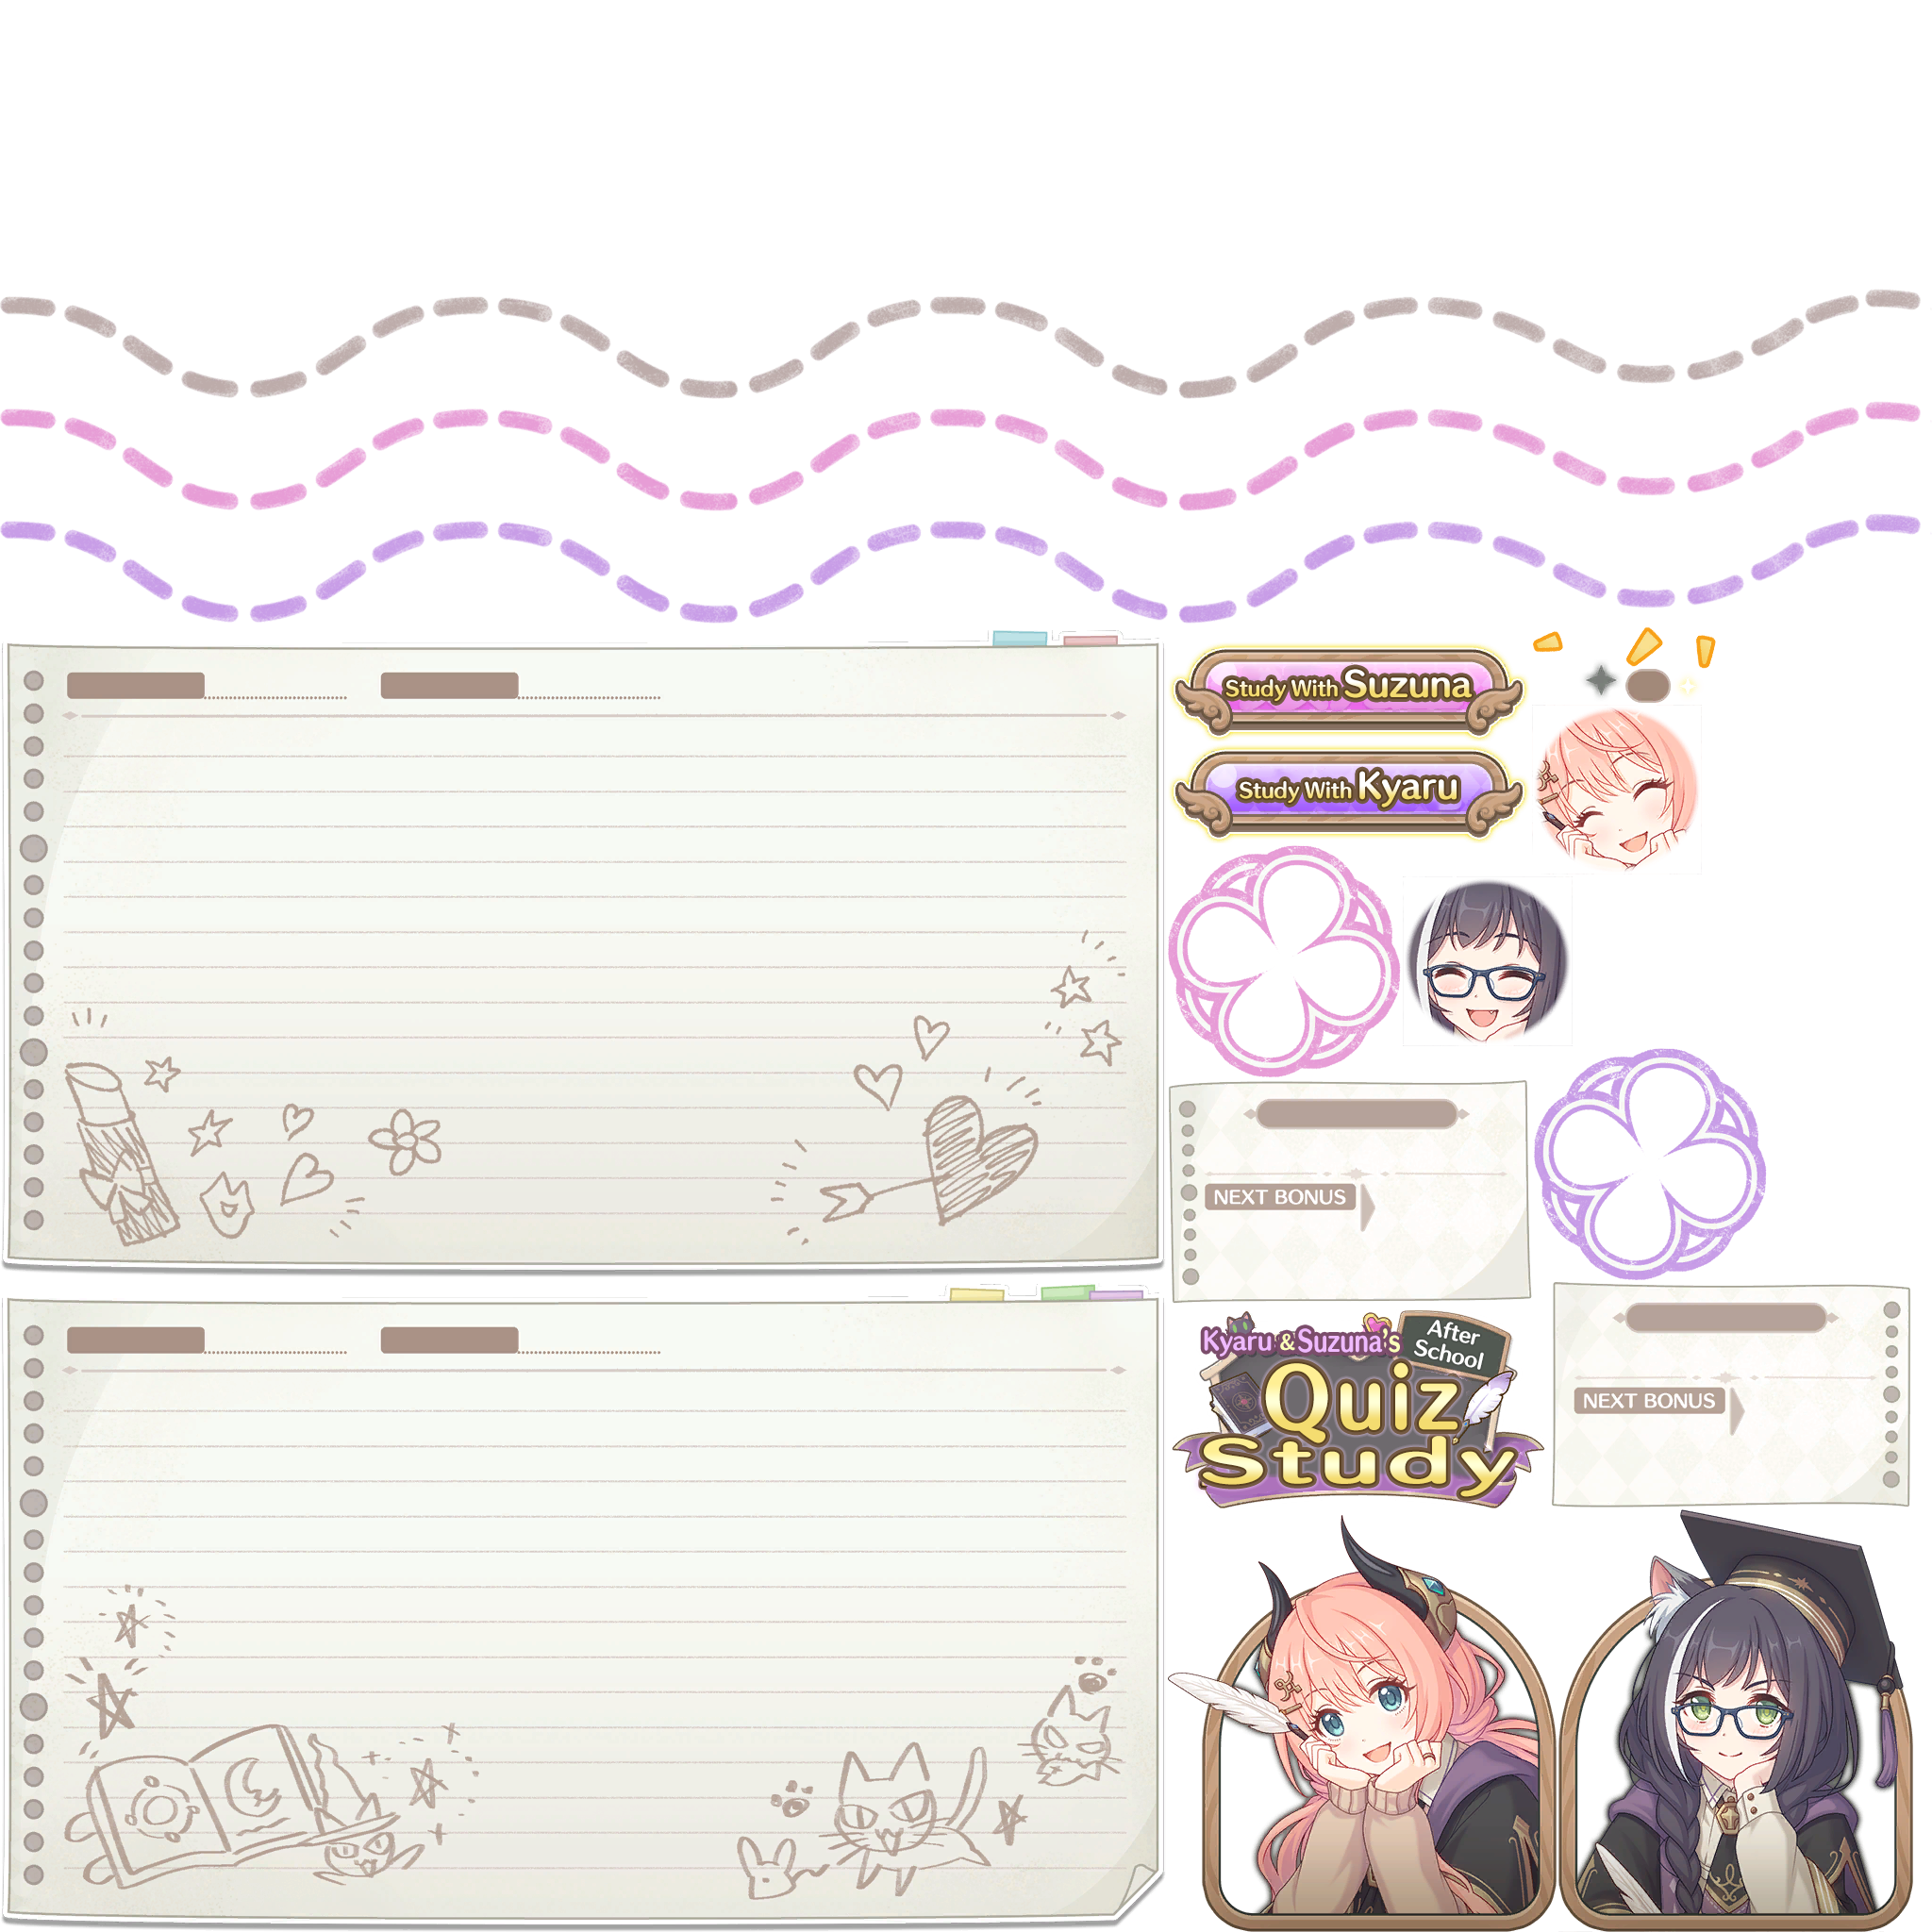 Study With Suzuna
Study With Kyaru
NEXT BONUS
Kyaru & Suzuna's
After
School
Quiz
Study
NEXT BONUS